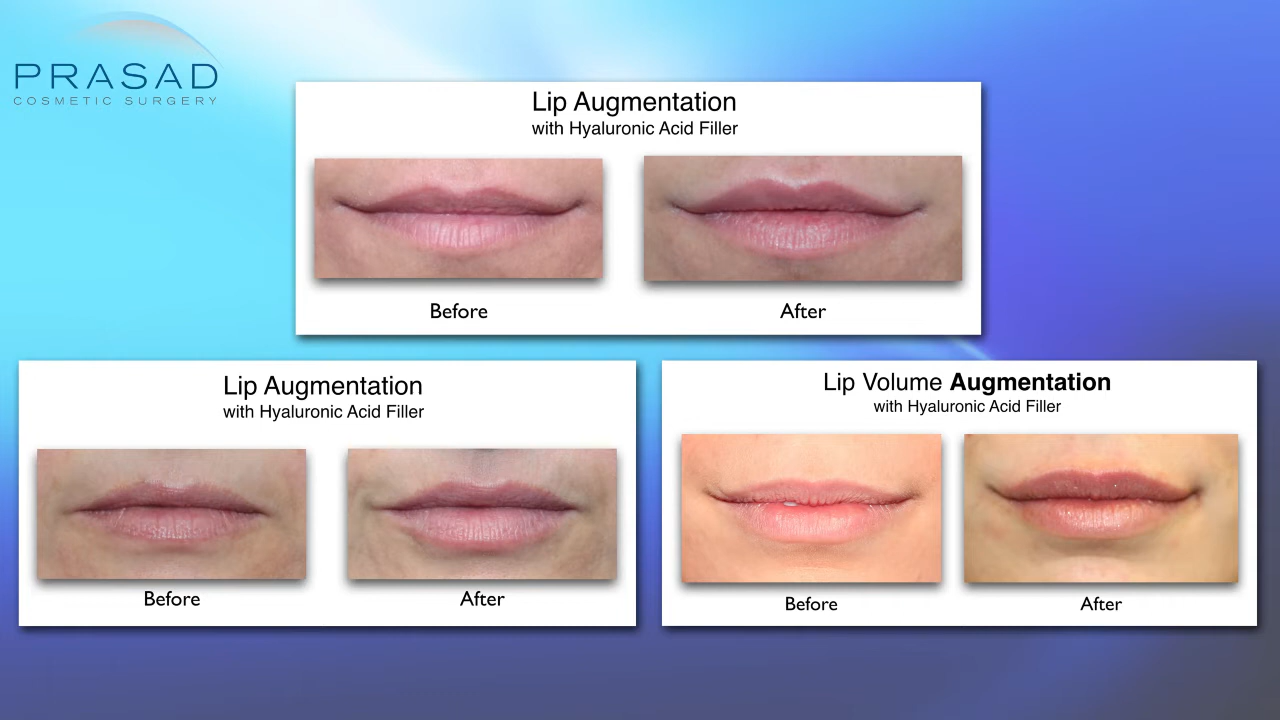 PRASAD
COSMETIC SURGERY
Lip Augmentation
with Hyaluronic Acid Filler
Before
After
Lip Augmentation
with Hyaluronic Acid Filler
Before
After
Lip Volume Augmentation
with Hyaluronic Acid Filler
Before
After